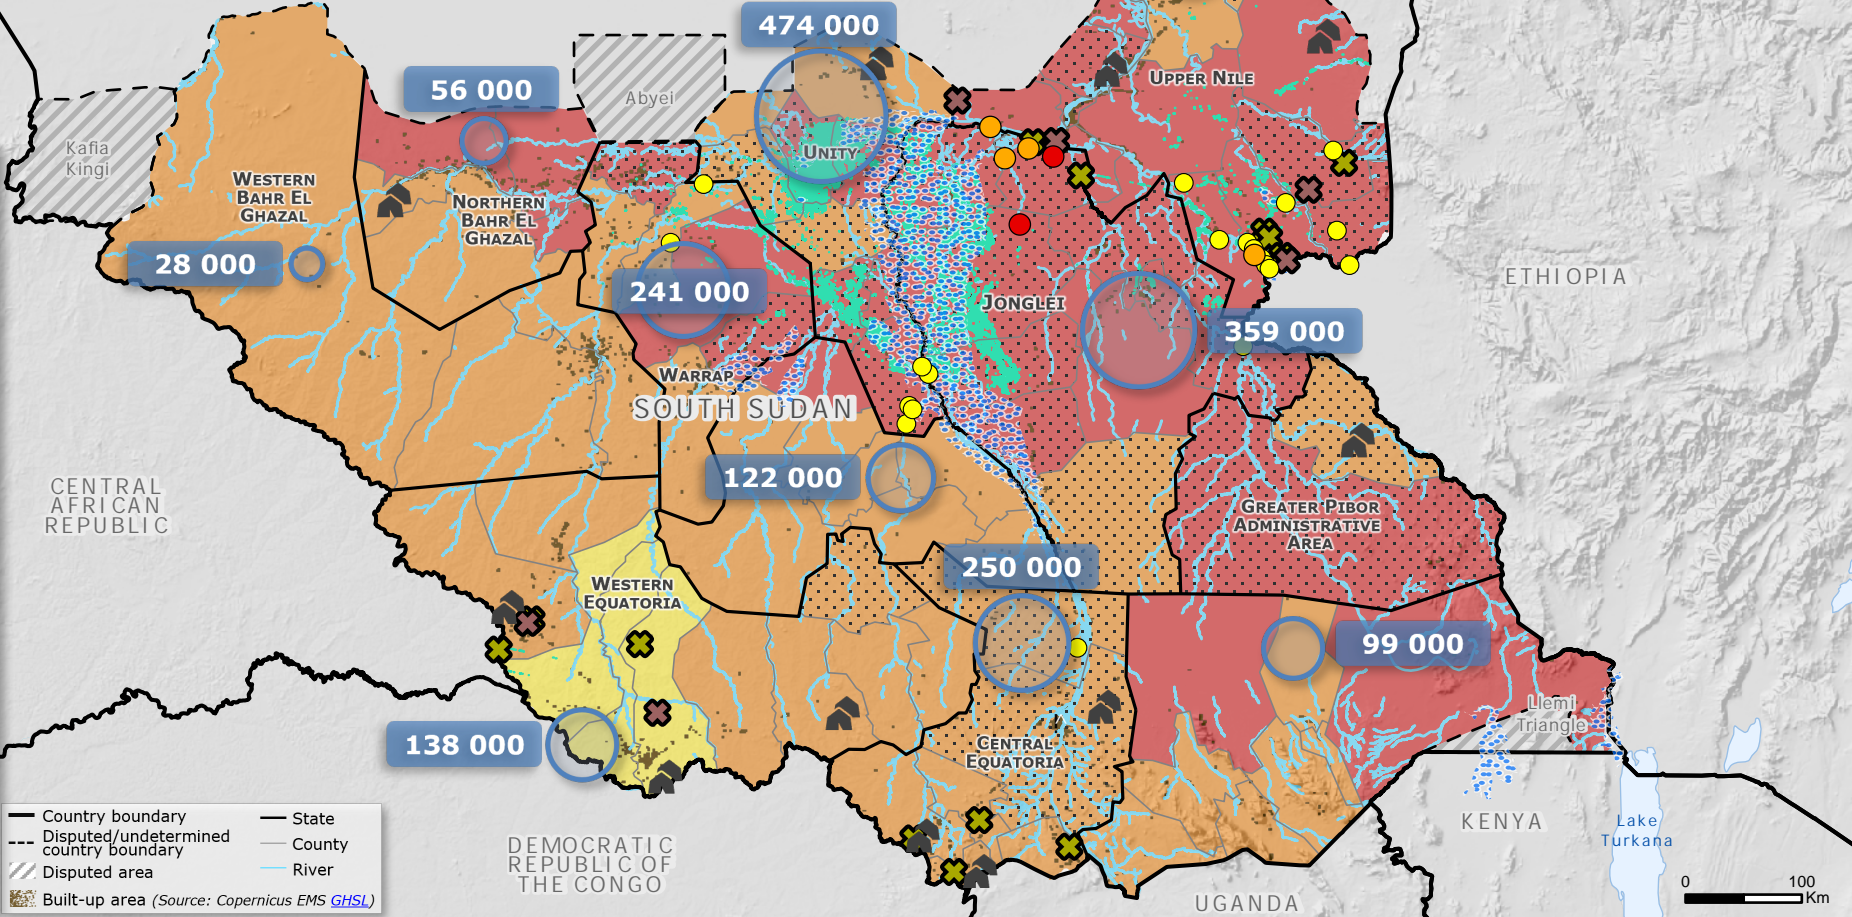 474 000
UPPER NILE
56 000
Abyei
Kafia
Kingi
UNITY
WESTERN
BAHR EL
GHAZAL
NORTHERN
BAHR EL
GHAZAL
28 000
ETHIOPIA
241 000
JONGLEI
359 000
WARRAP
SOUTH SUDAN
122 000
CENTRAL
AFRICAN
REPUBLIC
GREATER PIBOR
ADMINISTRATIVE
AREA
250 000
WESTERN
EQUATORIA
99 000
Llemi
Triangle
138 000
CENTRAL
EQUATORIA
KENYA
Lake
Turkana
DEMOCRATIC
REPUBLIC OF
THE CONGO
UGANDA
Country boundary
Disputed/undetermined
country boundary
Disputed area
Built-up area (Source: Copernicus EMS GHSL)
State
County
River
0 100
Km